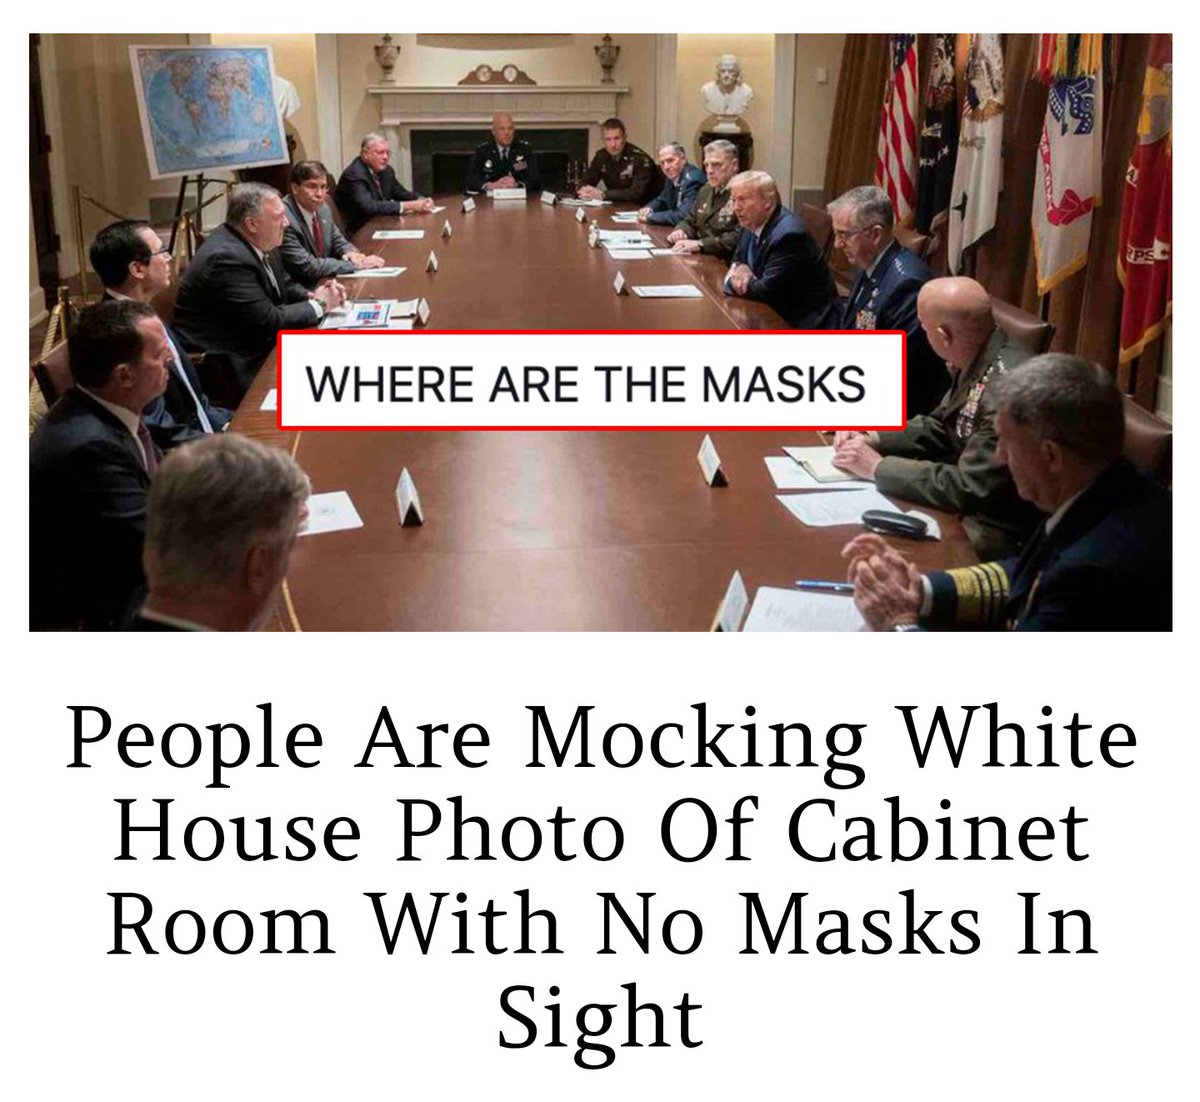 WHERE ARE THE MASKS
People Are Mocking White
House Photo Of Cabinet
Room With No Masks In
Sight